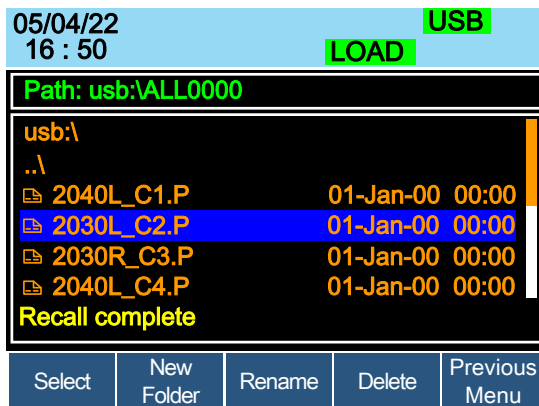 05/04/22 USB
16 : 50 LOAD
Path: usb:\ALL0000
usb:\
..\
2040L_C1.P 01-Jan-00 00:00
2030L_C2.P 01-Jan-00 00:00
2030R_C3.P 01-Jan-00 00:00
2040L_C4.P 01-Jan-00 00:00
Recall complete
Select New Folder Rename Delete Previous Menu